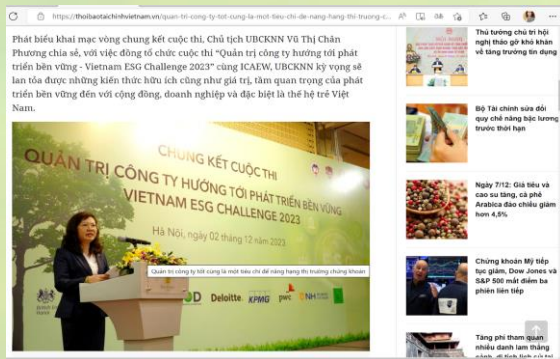 https://thoibaotaichinhvietnam.vn/quan-tri-cong-ty-tot-cung-la-mot-tieu-chi-de-nang-hang-thi-truong-c...
Phát biểu khai mạc vòng chung kết cuộc thi, Chủ tịch UBCKNN Vũ Thị Chân
Phương chia sẻ, với việc đồng tổ chức cuộc thi “Quản trị công ty hướng tới phát
triển bền vững - Vietnam ESG Challenge 2023” cùng ICAEW, UBCKNN kỳ vọng sẽ
lan tỏa được những kiến thức hữu ích cũng như giá trị, tầm quan trọng của phát
triển bền vững đến với cộng đồng, doanh nghiệp và đặc biệt là thế hệ trẻ Việt
Nam.
CHUNG KẾT CUỘC THI
QUẢN TRỊ CÔNG TY HƯỚNG TỚI PHÁT TRIỂN BỀN VỮNG
VIETNAM ESG CHALLENGE 2023
Hà Nội, ngày 02 tháng 12 năm 2023
Quản trị công ty tốt cũng là một tiêu chí để nâng hạng thị trường chứng khoán
Deloitte. KPMG pwc
Thủ tướng chủ trì hội
nghị tháo gỡ khó khăn
về tăng trưởng tín dụng
Bộ Tài chính sửa đổi
quy chế nâng bậc lương
trước thời hạn
Ngày 7/12: Giá tiêu và
cao su tăng, cà phê
Arabica đảo chiều giảm
hơn 4,5%
Chứng khoán Mỹ tiếp
tục giảm, Dow Jones và
S&P 500 mất điểm ba
phiên liên tiếp
Tăng phí tham quan
nhiều danh lam thắng